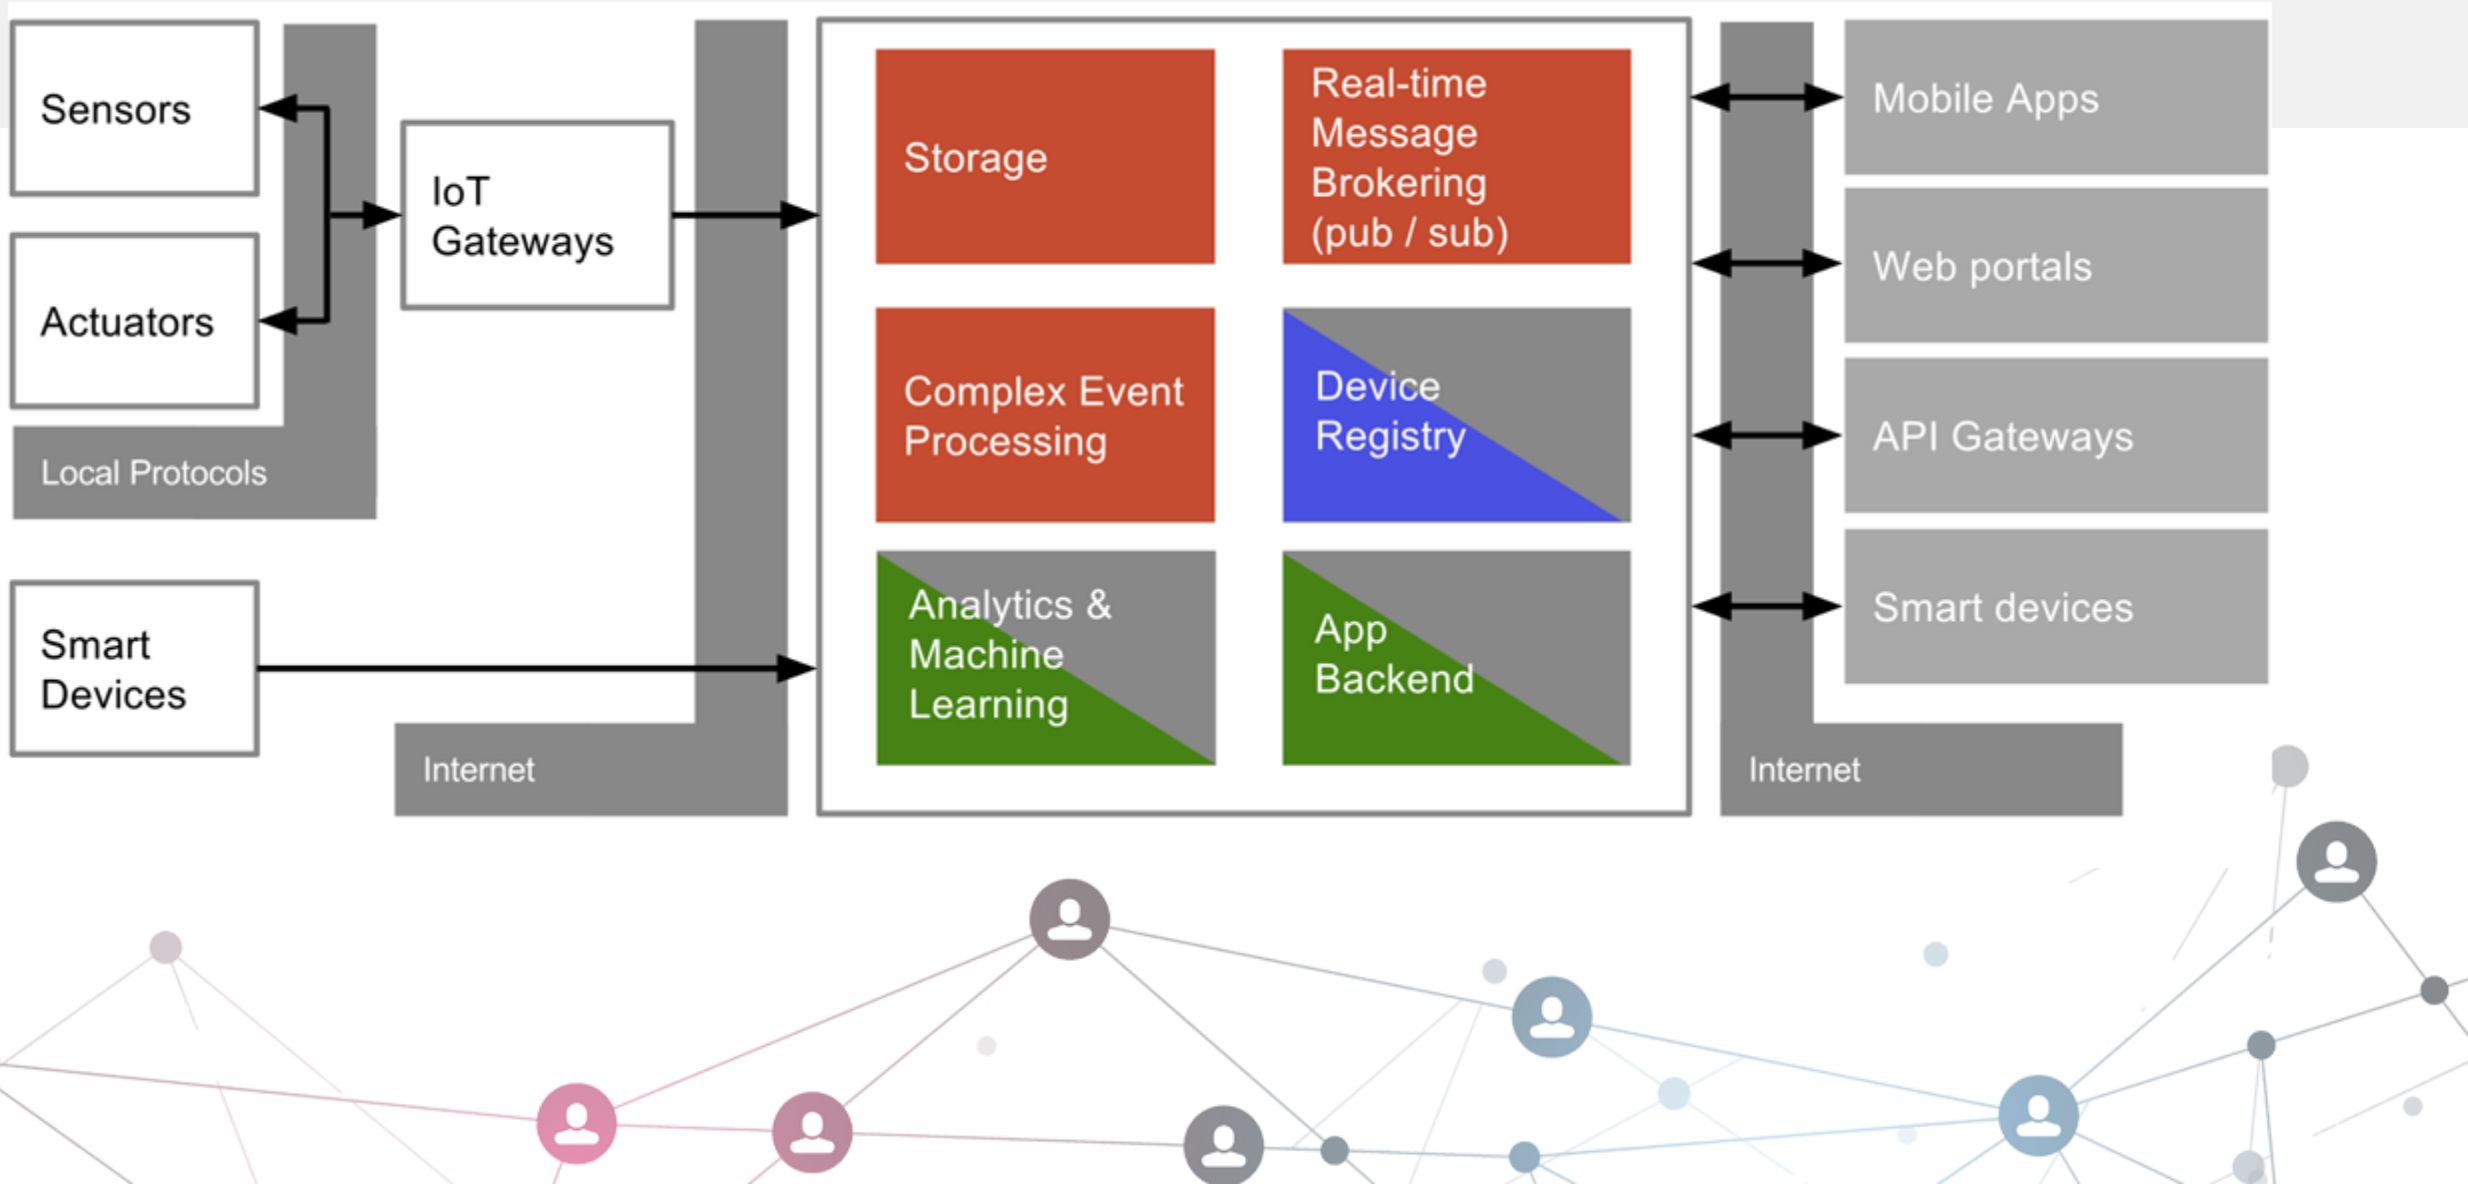 Sensors
Actuators
Local Protocols
Smart
Devices
IoT
Gateways
Internet
Storage
Real-time
Message
Brokering
(pub / sub)
Complex Event
Processing
Device
Registry
Analytics &
Machine
Learning
App
Backend
Mobile Apps
Web portals
API Gateways
Smart devices
Internet